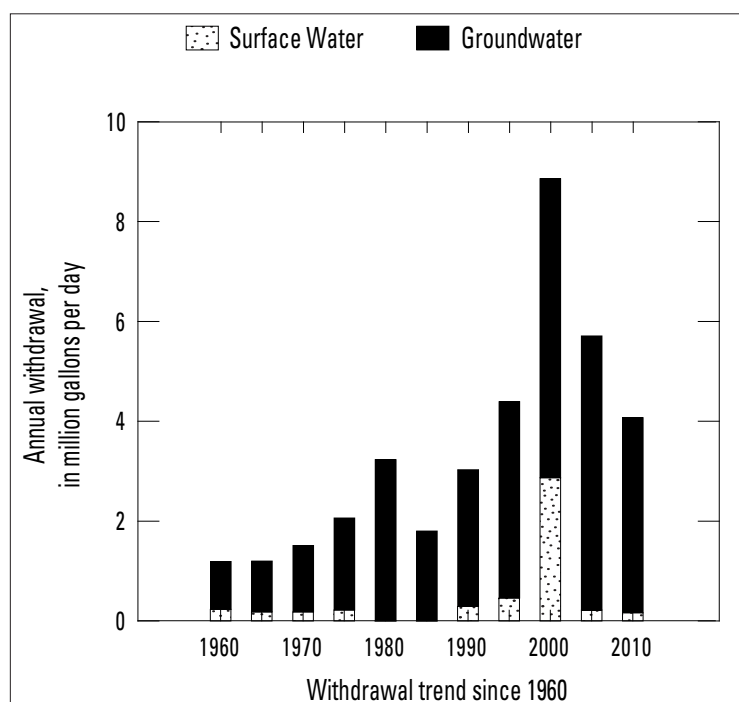 Surface Water Groundwater
10
8
6
4
2
0
Annual withdrawal,
in million gallons per day
1960 1970 1980 1990 2000 2010
Withdrawal trend since 1960